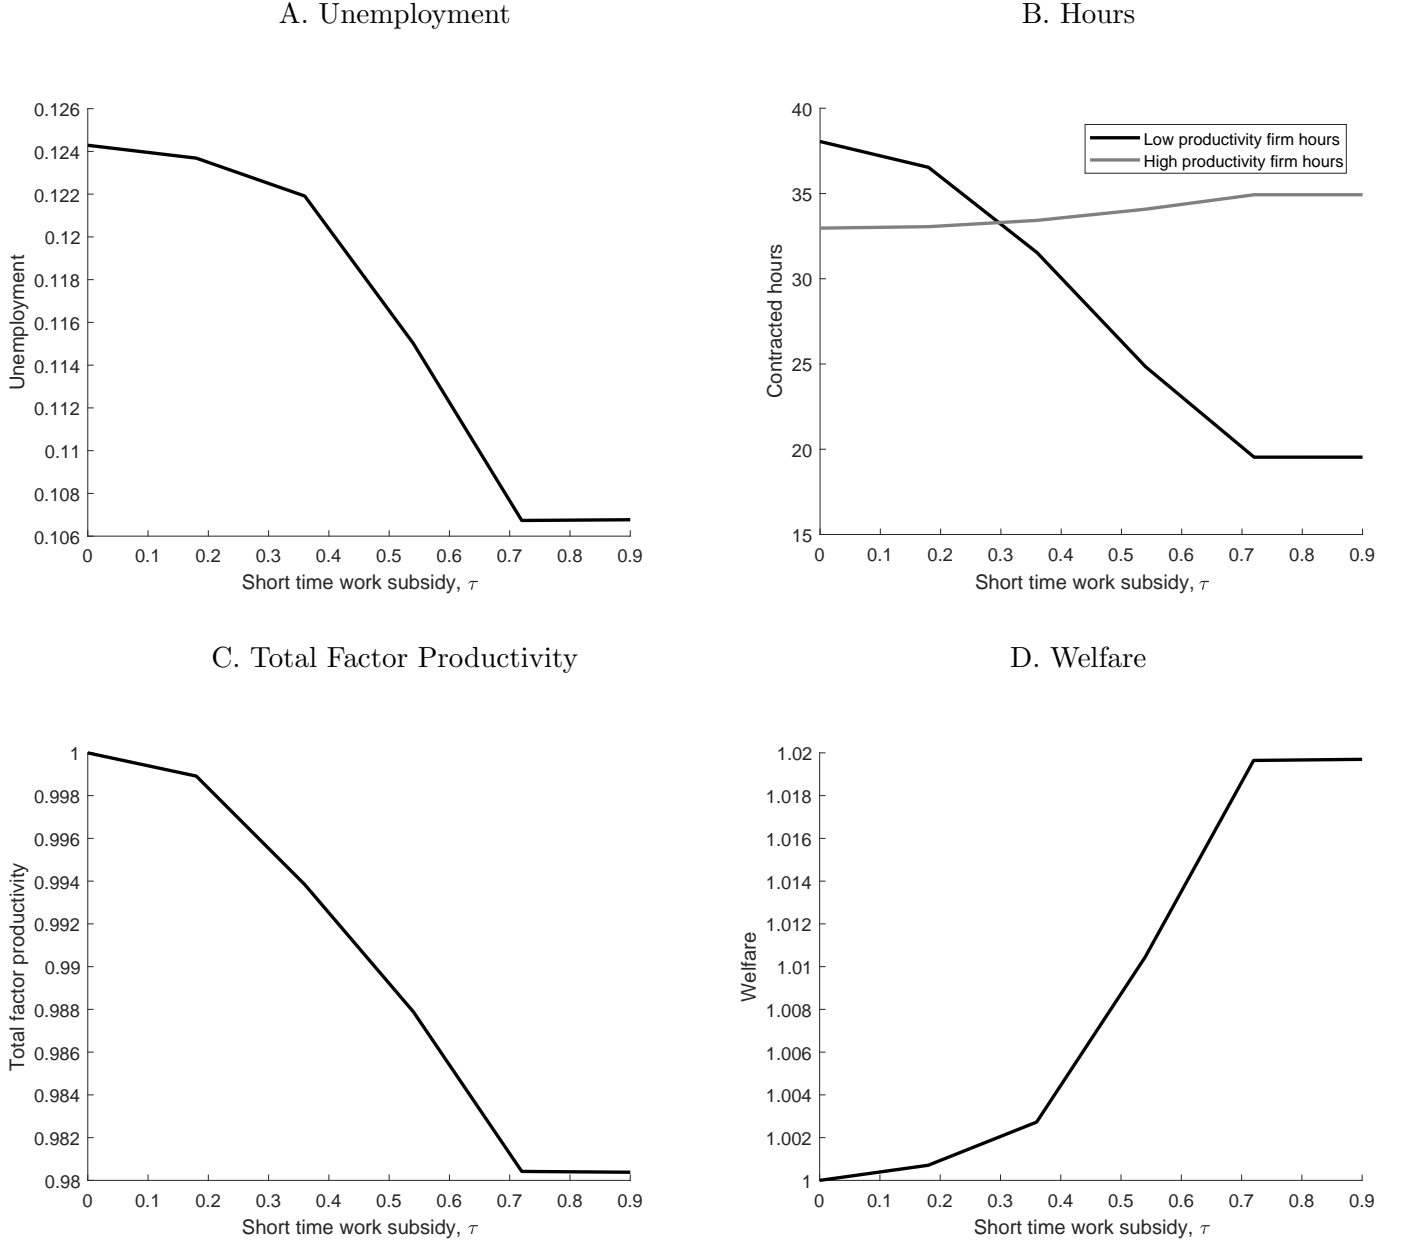 A. Unemployment
0.126
0.124
0.122
0.12
0.118
0.116
0.114
0.112
0.11
0.108
0.106
Unemployment
0 0.1 0.2 0.3 0.4 0.5 0.6 0.7 0.8 0.9
Short time work subsidy, τ
B. Hours
40
35
30
25
20
15
Contracted hours
Low productivity firm hours
High productivity firm hours
0 0.1 0.2 0.3 0.4 0.5 0.6 0.7 0.8 0.9
Short time work subsidy, τ
C. Total Factor Productivity
1
0.998
0.996
0.994
0.992
0.99
0.988
0.986
0.984
0.982
0.98
Total factor productivity
0 0.1 0.2 0.3 0.4 0.5 0.6 0.7 0.8 0.9
Short time work subsidy, τ
D. Welfare
1.02
1.018
1.016
1.014
1.012
1.01
1.008
1.006
1.004
1.002
1
Welfare
0 0.1 0.2 0.3 0.4 0.5 0.6 0.7 0.8 0.9
Short time work subsidy, τ